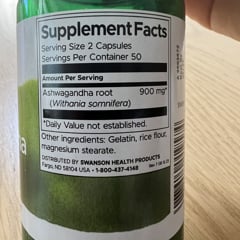 Supplement Facts
Serving Size 2 Capsules
Servings Per Container 50
Amount Per Serving
Ashwagandha root 900 mg*
(Withania somnifera)
*Daily Value not established.
Other ingredients: Gelatin, rice flour,
magnesium stearate.
DISTRIBUTED BY SWANSON HEALTH PRODUCTS
Fargo, ND 58104 USA • 1-800-437-4148
a